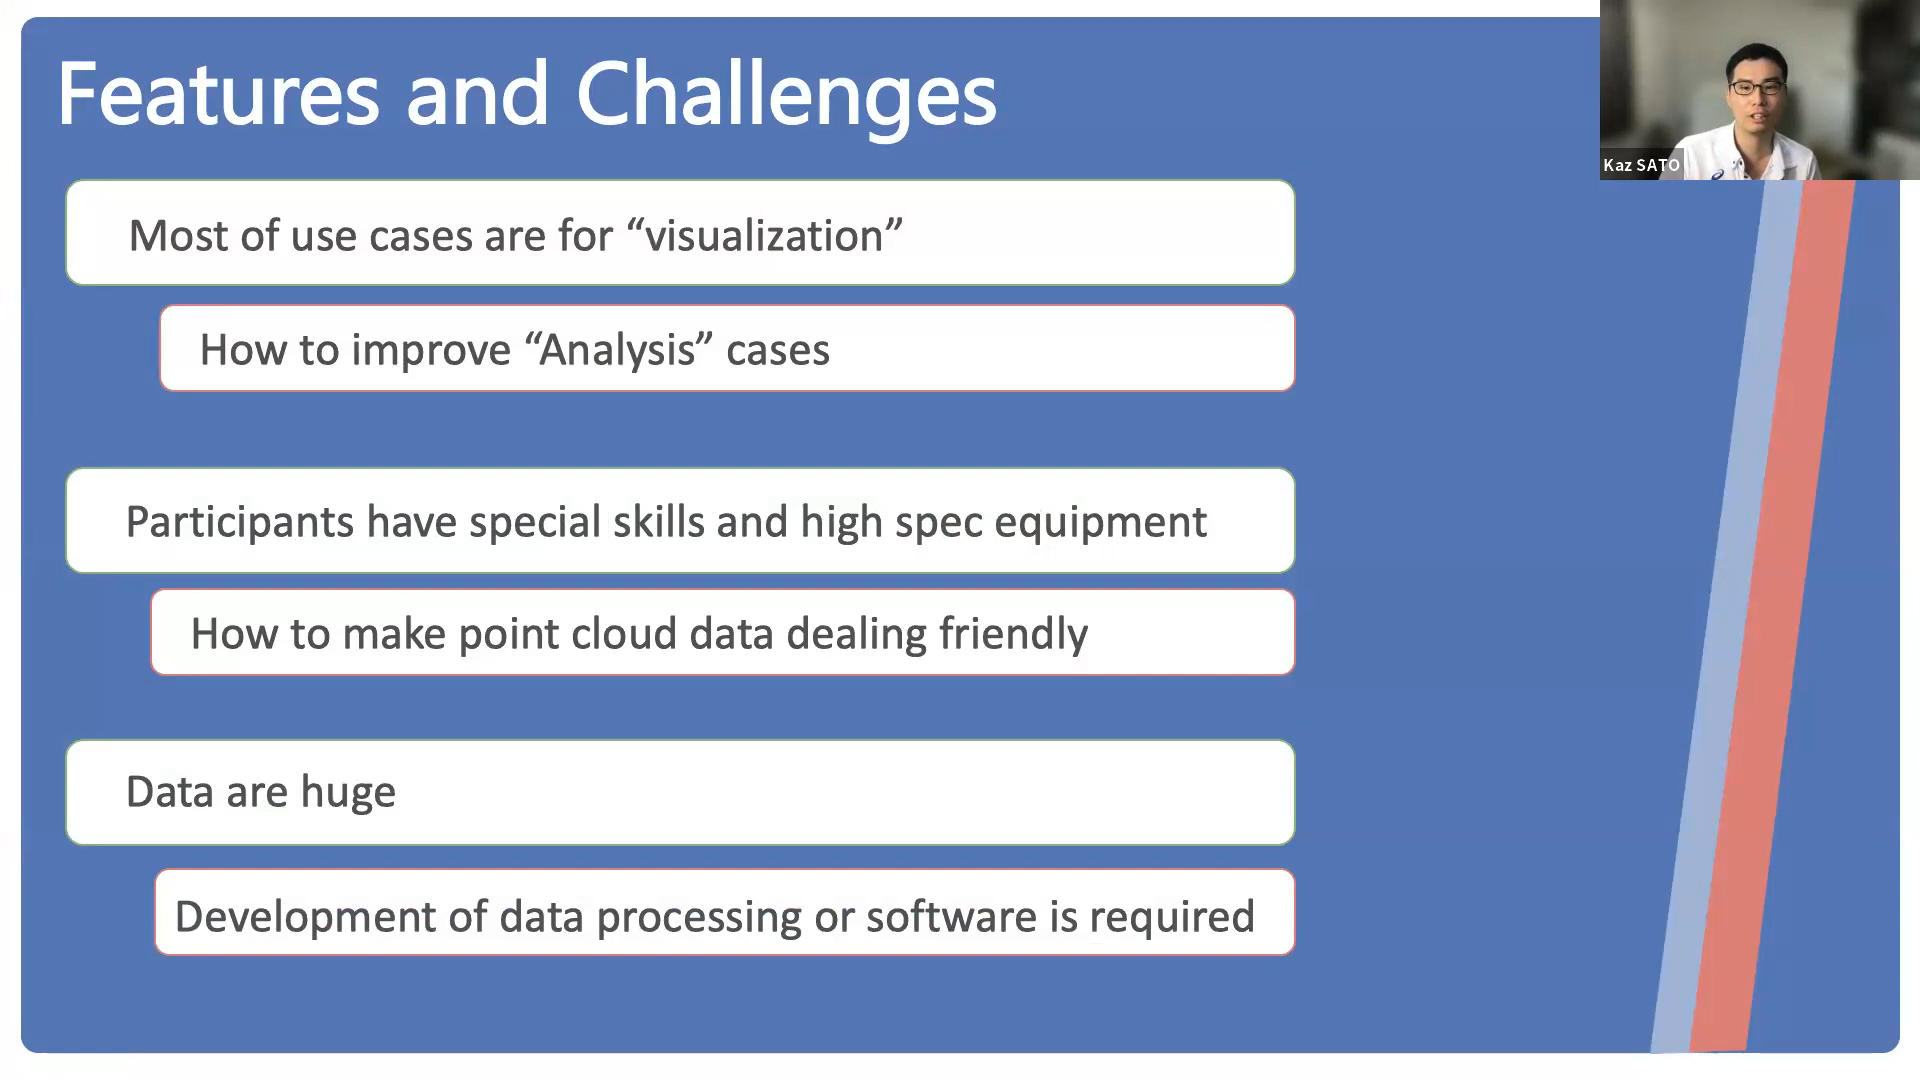 Features and Challenges
Kaz SATO
Most of use cases are for “visualization”
How to improve “Analysis” cases
Participants have special skills and high spec equipment
How to make point cloud data dealing friendly
Data are huge
Development of data processing or software is required